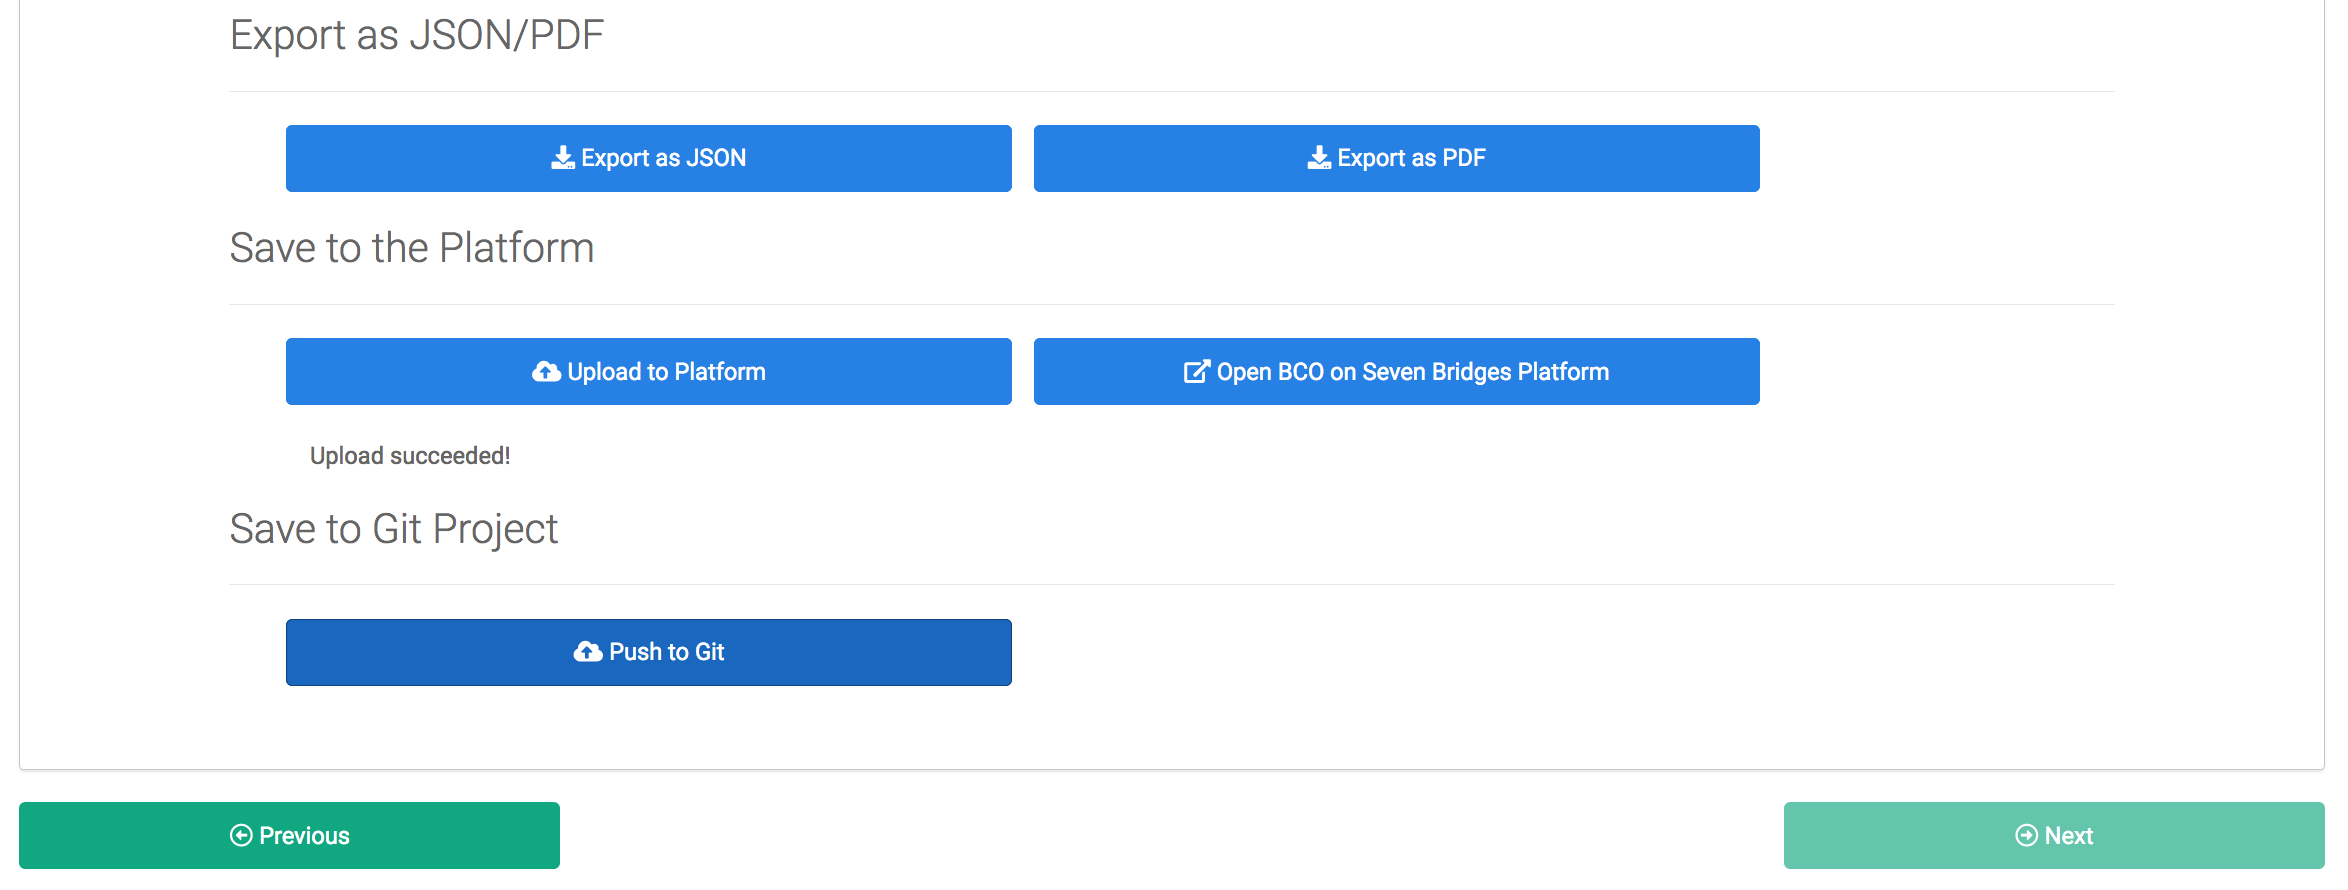 Export as JSON/PDF
Export as JSON
Export as PDF
Save to the Platform
Upload to Platform
Open BCO on Seven Bridges Platform
Upload succeeded!
Save to Git Project
Push to Git
Previous
Next